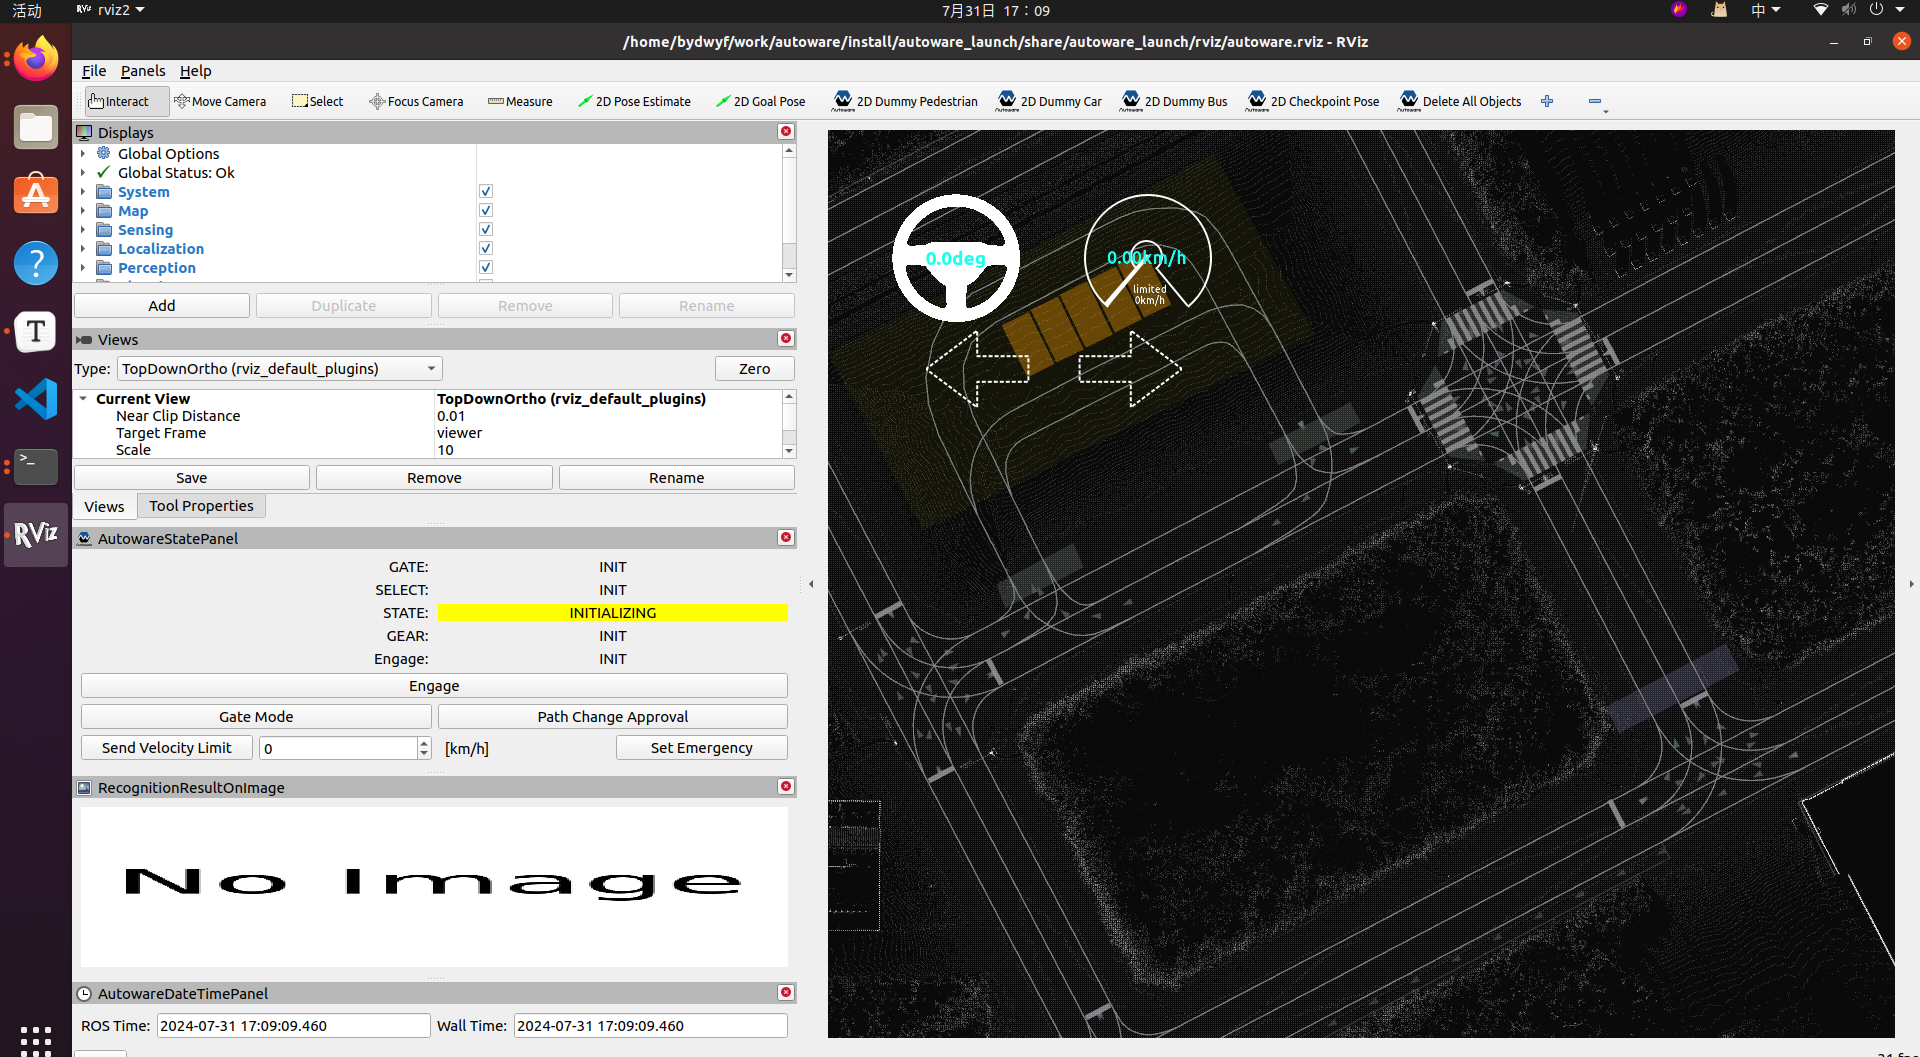 活动
rviz2
7月31日 17：09
中
/home/bydwyf/work/autoware/install/autoware_launch/share/autoware_launch/rviz/autoware.rviz - RViz
File Panels Help
Interact Move Camera Select Focus Camera Measure 2D Pose Estimate 2D Goal Pose 2D Dummy Pedestrian 2D Dummy Car 2D Dummy Bus 2D Checkpoint Pose Delete All Objects
Displays
Global Options
Global Status: Ok
System
Map
Sensing
Localization
Perception
Add Duplicate Remove Rename
Views
Type: TopDownOrtho (rviz_default_plugins) Zero
Current View TopDownOrtho (rviz_default_plugins)
Near Clip Distance 0.01
Target Frame viewer
Scale 10
Save Remove Rename
Views Tool Properties
AutowareStatePanel
GATE: INIT
SELECT: INIT
STATE: INITIALIZING
GEAR: INIT
Engage: INIT
Engage
Gate Mode Path Change Approval
Send Velocity Limit 0 [km/h] Set Emergency
RecognitionResultOnImage
No Image
AutowareDateTimePanel
ROS Time: 2024-07-31 17:09:09.460 Wall Time: 2024-07-31 17:09:09.460
0.0deg
0.00km/h
limited
0km/h
RViz
T